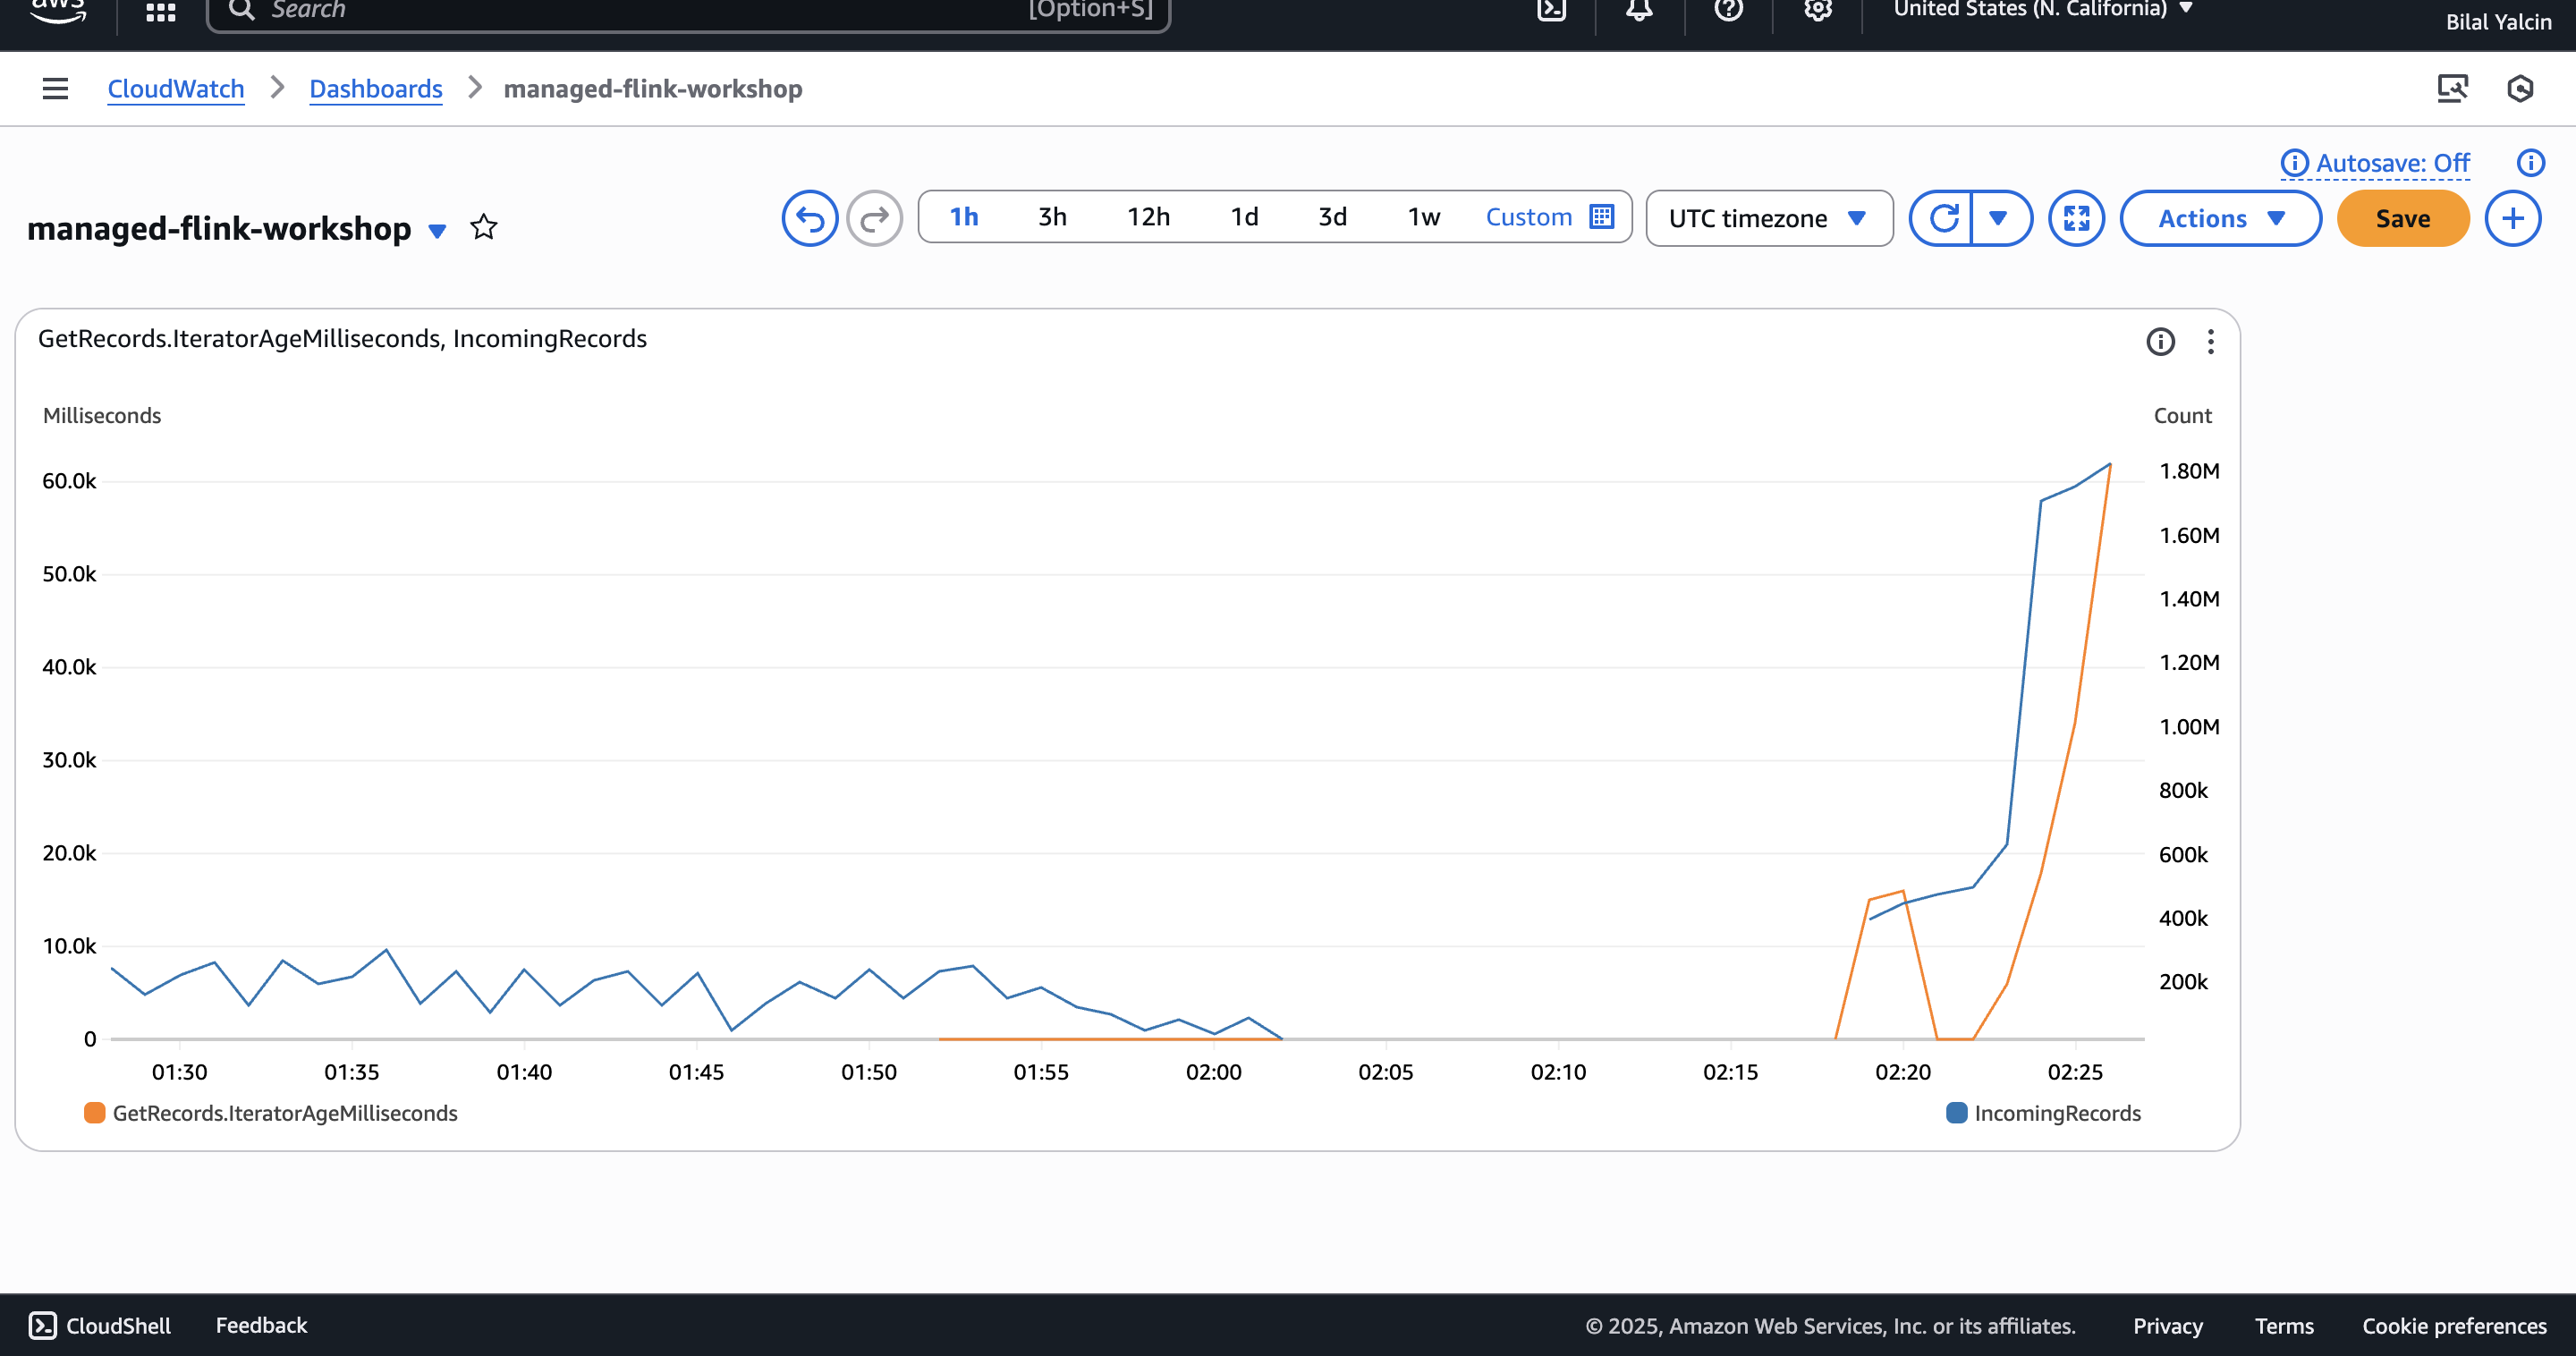 aws
Search [Option+S] United States (N. California) Bilal Yalcin
CloudWatch Dashboards managed-flink-workshop
Autosave: Off
managed-flink-workshop 1h 3h 12h 1d 3d 1w Custom UTC timezone Actions Save
GetRecords.IteratorAgeMilliseconds, IncomingRecords
Milliseconds Count
60.0k 1.80M
1.60M
50.0k
1.40M
40.0k 1.20M
1.00M
30.0k
800k
20.0k 600k
400k
10.0k
200k
0
01:30 01:35 01:40 01:45 01:50 01:55 02:00 02:05 02:10 02:15 02:20 02:25
GetRecords.IteratorAgeMilliseconds IncomingRecords
CloudShell Feedback © 2025, Amazon Web Services, Inc. or its affiliates. Privacy Terms Cookie preferences